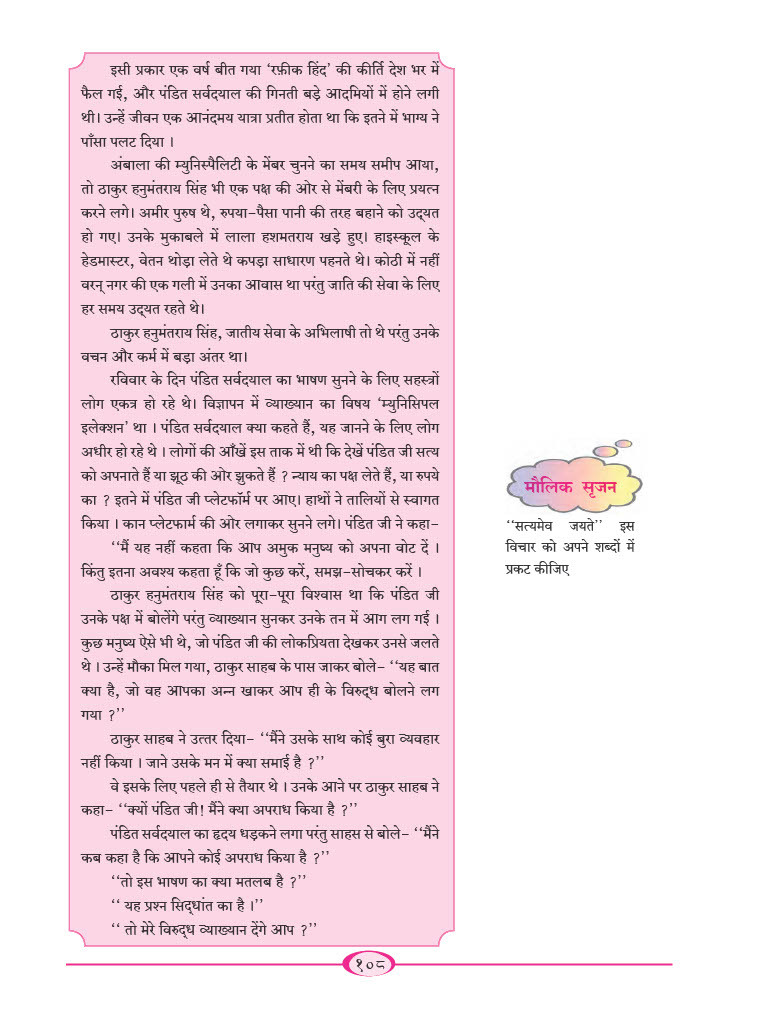 इसी प्रकार एक वर्ष बीत गया ‘रफ़ीक हिंद’ की कीर्ति देश भर में
फैल गई, और पंडित सर्वदयाल की गिनती बड़े आदमियों में होने लगी
थी। उन्हें जीवन एक आनंदमय यात्रा प्रतीत होता था कि इतने में भाग्य ने
पाँसा पलट दिया ।
अंबाला की म्युनिस्पैलिटी के मेंबर चुनने का समय समीप आया,
तो ठाकुर हनुमंतराय सिंह भी एक पक्ष की ओर से मेंबरी के लिए प्रयत्न
करने लगे। अमीर पुरुष थे, रुपया-पैसा पानी की तरह बहाने को उद्‌यत
हो गए। उनके मुकाबले में लाला हशमतराय खड़े हुए। हाइस्कूल के
हेडमास्टर, वेतन थोड़ा लेते थे कपड़ा साधारण पहनते थे। कोठी में नहीं
वरन् नगर की एक गली में उनका आवास था परंतु जाति की सेवा के लिए
हर समय उद्‌यत रहते थे।
ठाकुर हनुमंतराय सिंह, जातीय सेवा के अभिलाषी तो थे परंतु उनके
वचन और कर्म में बड़ा अंतर था।
रविवार के दिन पंडित सर्वदयाल का भाषण सुनने के लिए सहस्त्रों
लोग एकत्र हो रहे थे। विज्ञापन में व्याख्यान का विषय ‘म्युनिसिपल
इलेक्शन’ था । पंडित सर्वदयाल क्या कहते हैं, यह जानने के लिए लोग
अधीर हो रहे थे । लोगों की आँखें इस ताक में थी कि देखें पंडित जी सत्य
को अपनाते हैं या झूठ की ओर झुकते हैं ? न्याय का पक्ष लेते हैं, या रुपये
का ? इतने में पंडित जी प्लेटफॉर्म पर आए। हाथों ने तालियों से स्वागत
किया । कान प्लेटफार्म की ओर लगाकर सुनने लगे। पंडित जी ने कहा-
‘‘मैं यह नहीं कहता कि आप अमुक मनुष्य को अपना वोट दें ।
किंतु इतना अवश्य कहता हूँ कि जो कुछ करें, समझ-सोचकर करें ।
ठाकुर हनुमंतराय सिंह को पूरा-पूरा विश्वास था कि पंडित जी
उनके पक्ष में बोलेंगे परंतु व्याख्यान सुनकर उनके तन में आग लग गई ।
कुछ मनुष्य ऐसे भी थे, जो पंडित जी की लोकप्रियता देखकर उनसे जलते
थे । उन्हें मौका मिल गया, ठाकुर साहब के पास जाकर बोले- ‘‘यह बात
क्या है, जो वह आपका अन्न खाकर आप ही के विरुद्‌ध बोलने लग
गया ?’’
ठाकुर साहब ने उत्तर दिया- ‘‘मैंने उसके साथ कोई बुरा व्यवहार
नहीं किया । जाने उसके मन में क्या समाई है ?’’
वे इसके लिए पहले ही से तैयार थे । उनके आने पर ठाकुर साहब ने
कहा- ‘‘क्यों पंडित जी! मैंने क्या अपराध किया है ?’’
पंडित सर्वदयाल का हृदय धड़कने लगा परंतु साहस से बोले- ‘‘मैंने
कब कहा है कि आपने कोई अपराध किया है ?’’
‘‘तो इस भाषण का क्या मतलब है ?’’
‘‘ यह प्रश्न सिद्‌धांत का है ।’’
‘‘ तो मेरे विरुद्‌ध व्याख्यान देंगे आप ?’’
मौलिक सृजन
‘‘सत्यमेव जयते’’ इस
विचार को अपने शब्दों में
प्रकट कीजिए
१०८